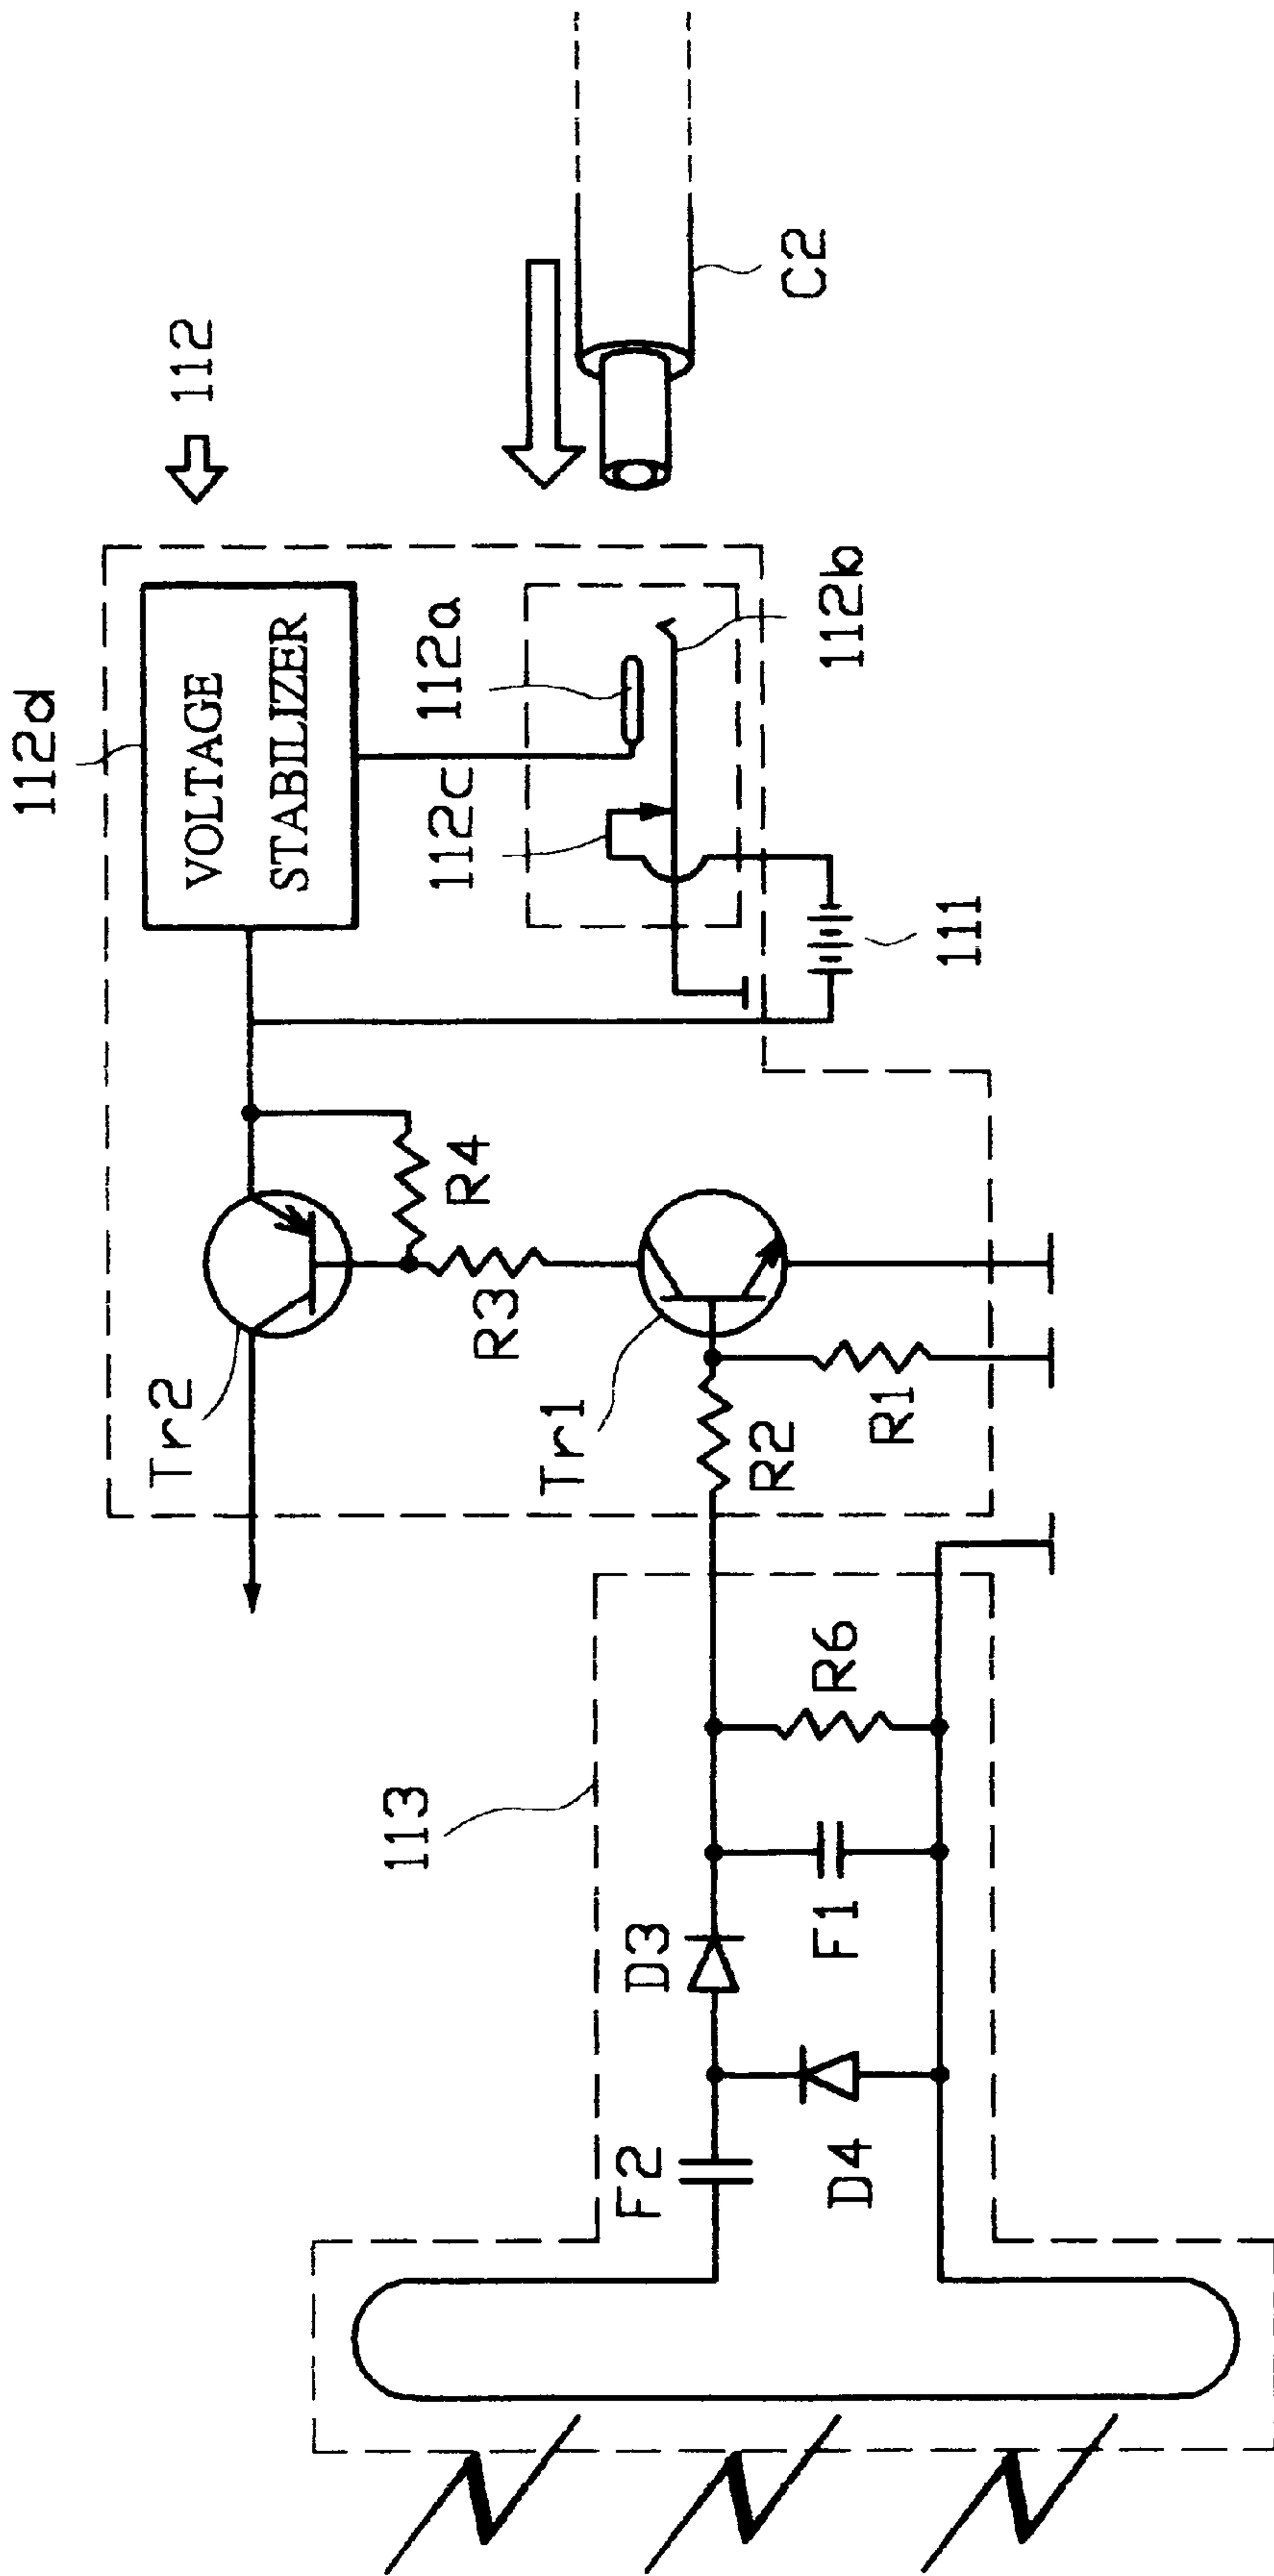 112d
VOLTAGE
STABILIZER
112
112a
112c
112b
C2
111
Tr2
R4
R3
Tr1
R2
R1
113
R6
D3
F1
F2
D4